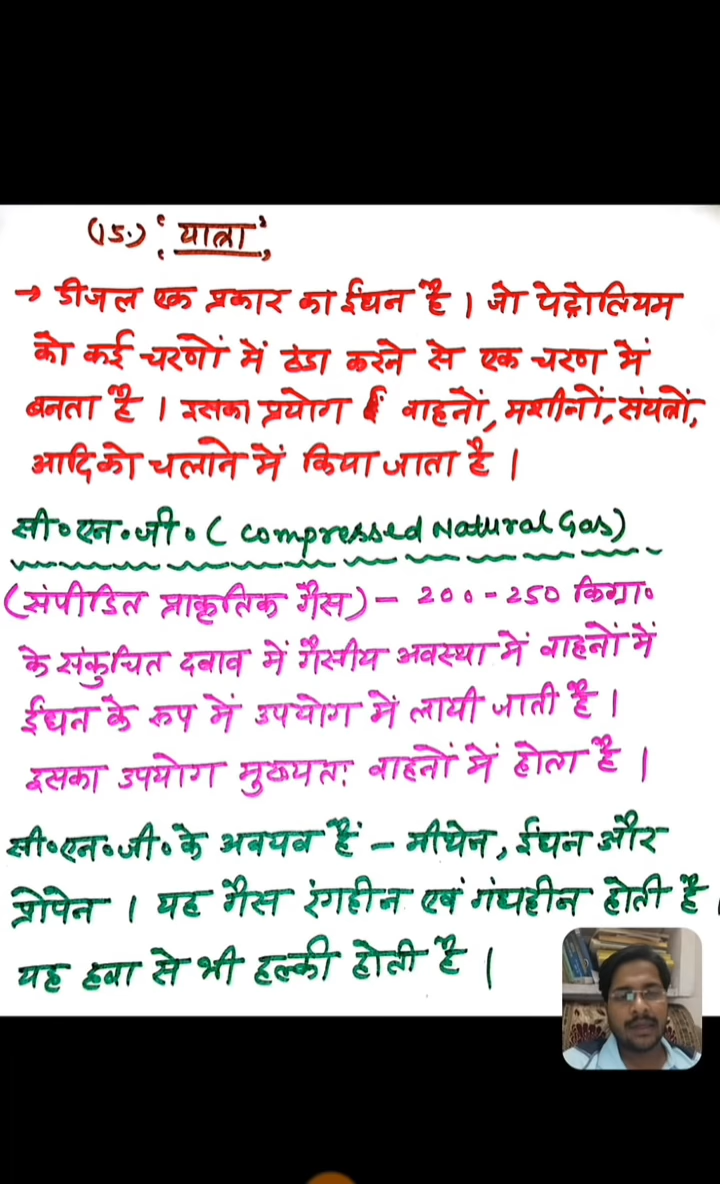 (15.) 'यात्रा'
→ डीजल एक प्रकार का ईंधन है। जो पेट्रोलियम
को कई चरणों में ठंडा करने से एक चरण में
बनता है। इसका प्रयोग वाहनों, मशीनों, संयत्रों,
आदि को चलाने में किया जाता है।
सी०एन०जी० (Compressed Natural Gas)
(संपीडित प्राकृतिक गैस) - 200-250 किग्रा०
के संकुचित दबाव में गैसीय अवस्था में वाहनों में
ईंधन के रुप में उपयोग में लायी जाती है।
इसका उपयोग मुख्यतः वाहनों में होता है।
सी०एन०जी० के अवयव हैं - मीथेन, ईंधन और
प्रोपेन। यह गैस रंगहीन एवं गंधहीन होती है।
यह हवा से भी हल्की होती है।